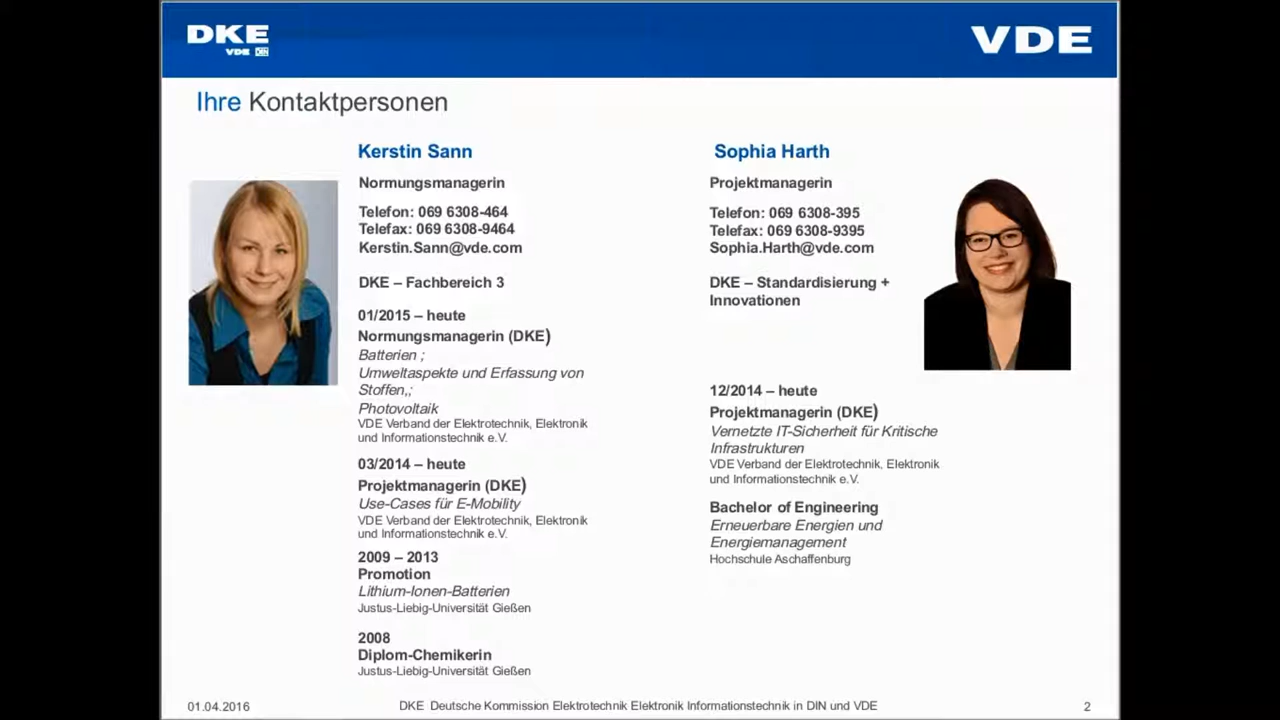 DKE
VDE DIN
VDE
Ihre Kontaktpersonen
Kerstin Sann
Normungsmanagerin
Telefon: 069 6308-464
Telefax: 069 6308-9464
Kerstin.Sann@vde.com
DKE – Fachbereich 3
01/2015 – heute
Normungsmanagerin (DKE)
Batterien ;
Umweltaspekte und Erfassung von
Stoffen,;
Photovoltaik
VDE Verband der Elektrotechnik, Elektronik
und Informationstechnik e.V.
03/2014 – heute
Projektmanagerin (DKE)
Use-Cases für E-Mobility
VDE Verband der Elektrotechnik, Elektronik
und Informationstechnik e.V.
2009 – 2013
Promotion
Lithium-Ionen-Batterien
Justus-Liebig-Universität Gießen
2008
Diplom-Chemikerin
Justus-Liebig-Universität Gießen
Sophia Harth
Projektmanagerin
Telefon: 069 6308-395
Telefax: 069 6308-9395
Sophia.Harth@vde.com
DKE – Standardisierung +
Innovationen
12/2014 – heute
Projektmanagerin (DKE)
Vernetzte IT-Sicherheit für Kritische
Infrastrukturen
VDE Verband der Elektrotechnik, Elektronik
und Informationstechnik e.V.
Bachelor of Engineering
Erneuerbare Energien und
Energiemanagement
Hochschule Aschaffenburg
01.04.2016
DKE Deutsche Kommission Elektrotechnik Elektronik Informationstechnik in DIN und VDE
2